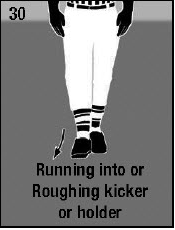 30
Running into or
Roughing kicker
or holder